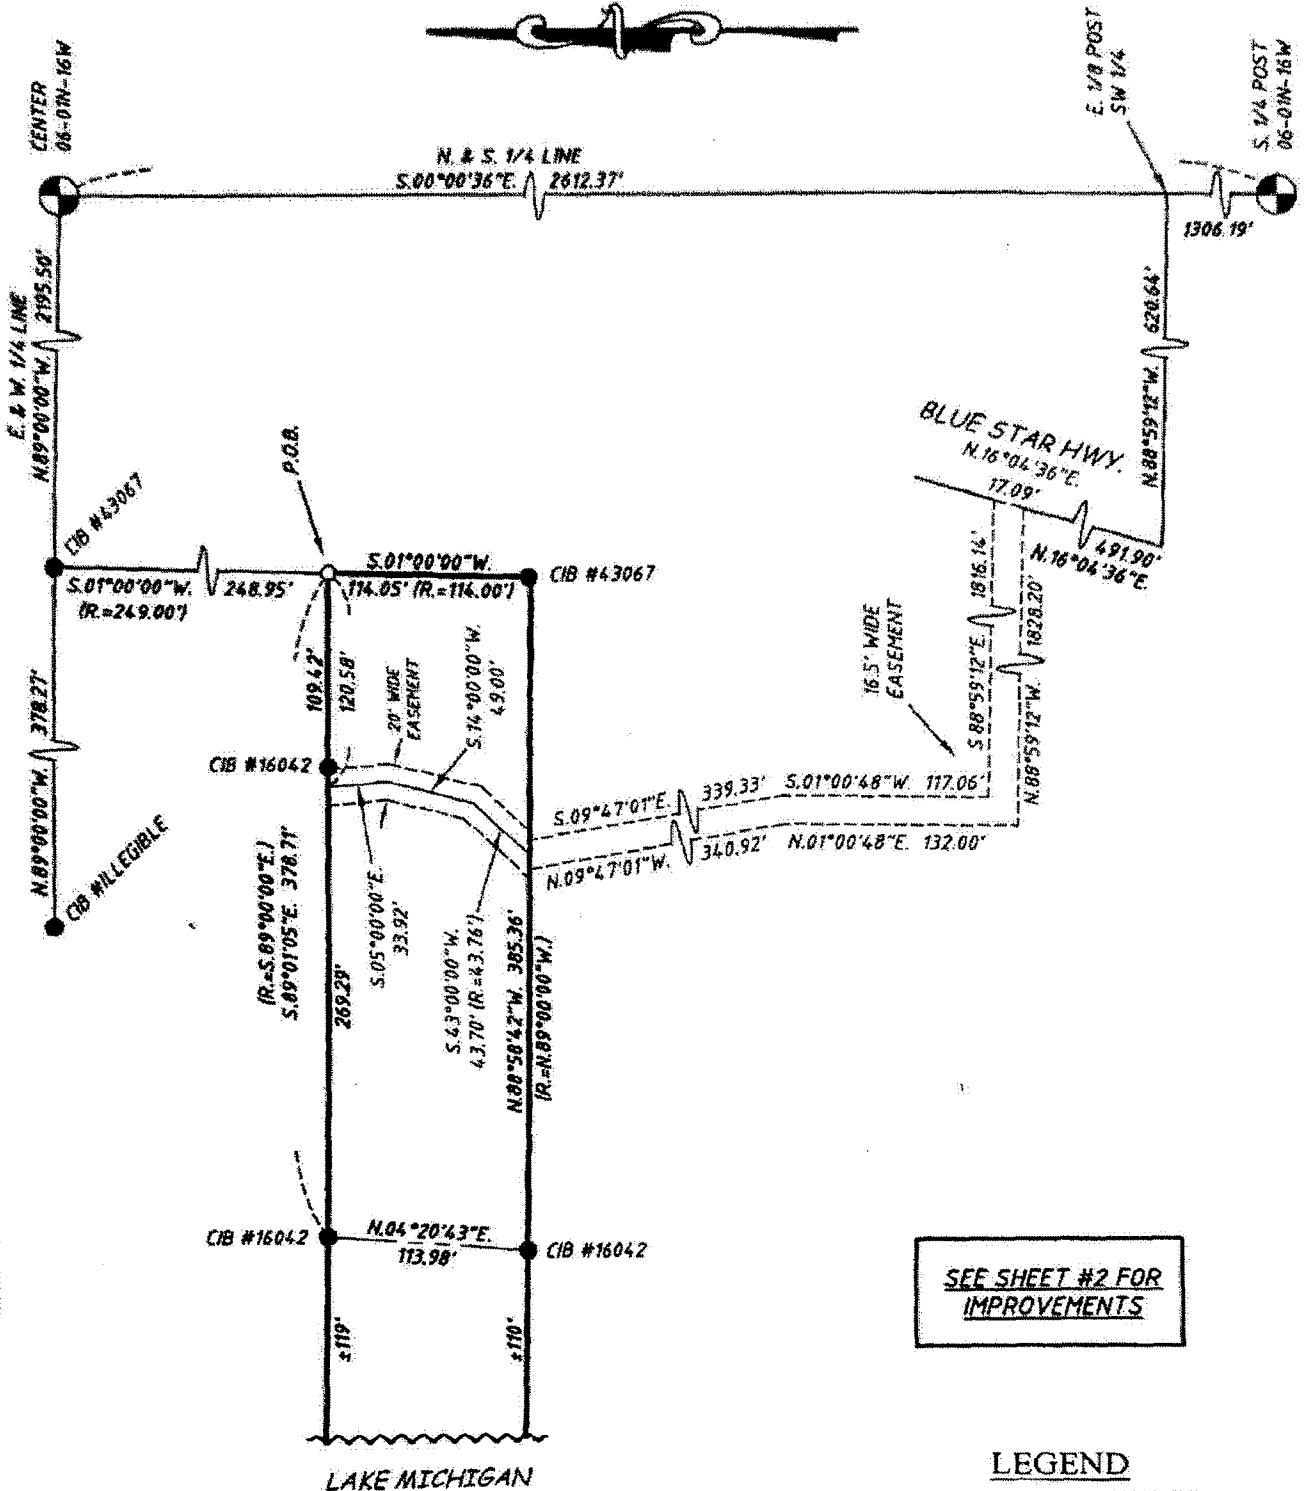 CENTER
06-01N-16W
E. 1/8 POST
SW 1/4
S. 1/4 POST
06-01N-16W
N. & S. 1/4 LINE
S.00°00'36"E. 2612.37'
1306.19'
E. & W. 1/4 LINE
N.89°00'00"W. 2195.50'
N.88°59'12"W. 620.64'
BLUE STAR HWY.
N.16°04'36"E.
17.09'
491.90'
N.16°04'36"E.
P.O.B.
CIB #43067
S.01°00'00"W. 248.95'
(R.=249.00')
S.01°00'00"W.
114.05' (R.=114.00')
CIB #43067
N.89°00'00"W. 378.27'
CIB #ILLEGIBLE
109.42'
120.58'
20' WIDE
EASEMENT
S.14°00'00"W.
49.00'
16.5' WIDE
EASEMENT
S 88°59'12"E. 1816.14'
N.88°59'12"W. 1828.20'
CIB #16042
S.09°47'01"E. 339.33'
S.01°00'48"W. 117.06'
N.09°47'01"W. 340.92'
N.01°00'48"E. 132.00'
(R.=S.89°00'00"E.)
S.89°01'05"E. 378.71'
269.29'
S.05°00'00"E.
33.92'
S.43°00'00"W.
43.70' (R.=43.76')
N.88°58'42"W. 385.36'
(R.=N.89°00'00"W.)
CIB #16042
N.04°20'43"E.
113.98'
CIB #16042
±119'
±110'
LAKE MICHIGAN
SEE SHEET #2 FOR
IMPROVEMENTS
LEGEND